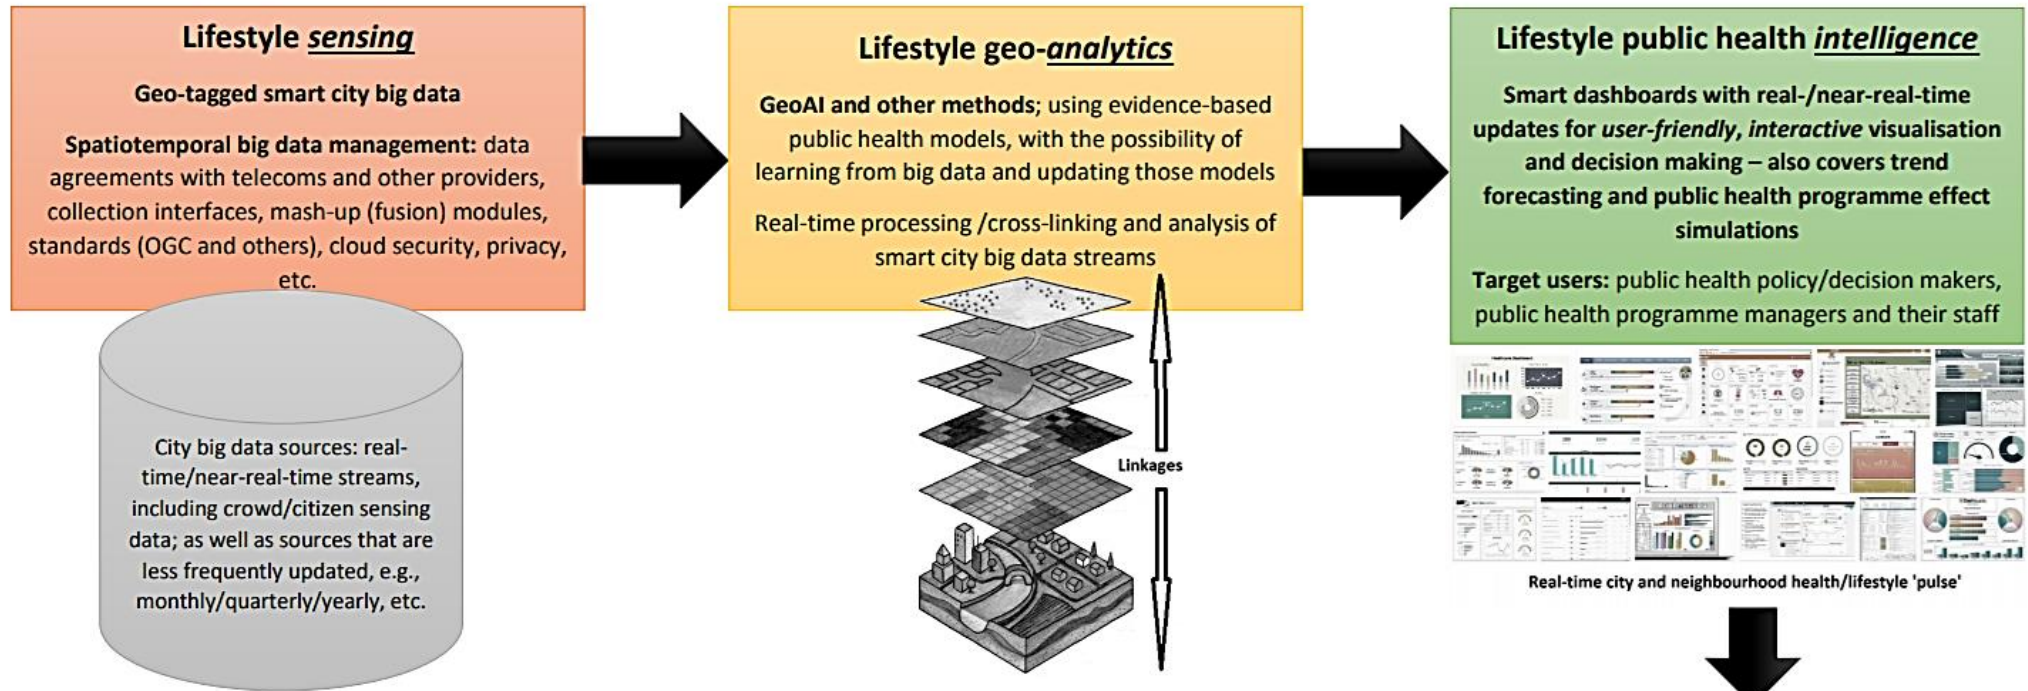 Lifestyle sensing
Geo-tagged smart city big data
Spatiotemporal big data management: data
agreements with telecoms and other providers,
collection interfaces, mash-up (fusion) modules,
standards (OGC and others), cloud security, privacy,
etc.
City big data sources: real-
time/near-real-time streams,
including crowd/citizen sensing
data; as well as sources that are
less frequently updated, e.g.,
monthly/quarterly/yearly, etc.
Lifestyle geo-analytics
GeoAI and other methods; using evidence-based
public health models, with the possibility of
learning from big data and updating those models
Real-time processing /cross-linking and analysis of
smart city big data streams
Linkages
Lifestyle public health intelligence
Smart dashboards with real-/near-real-time
updates for user-friendly, interactive visualisation
and decision making – also covers trend
forecasting and public health programme effect
simulations
Target users: public health policy/decision makers,
public health programme managers and their staff
Real-time city and neighbourhood health/lifestyle 'pulse'